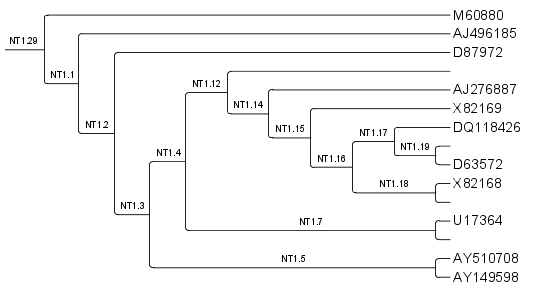 M60880
NT1.29
AJ496185
NT1.1
D87972
NT1.12
AJ276887
NT1.14
X82169
NT1.2
NT1.15
NT1.17
DQ118426
NT1.4
NT1.16
NT1.19
D63572
NT1.18
X82168
NT1.3
NT1.7
U17364
NT1.5
AY510708
AY149598